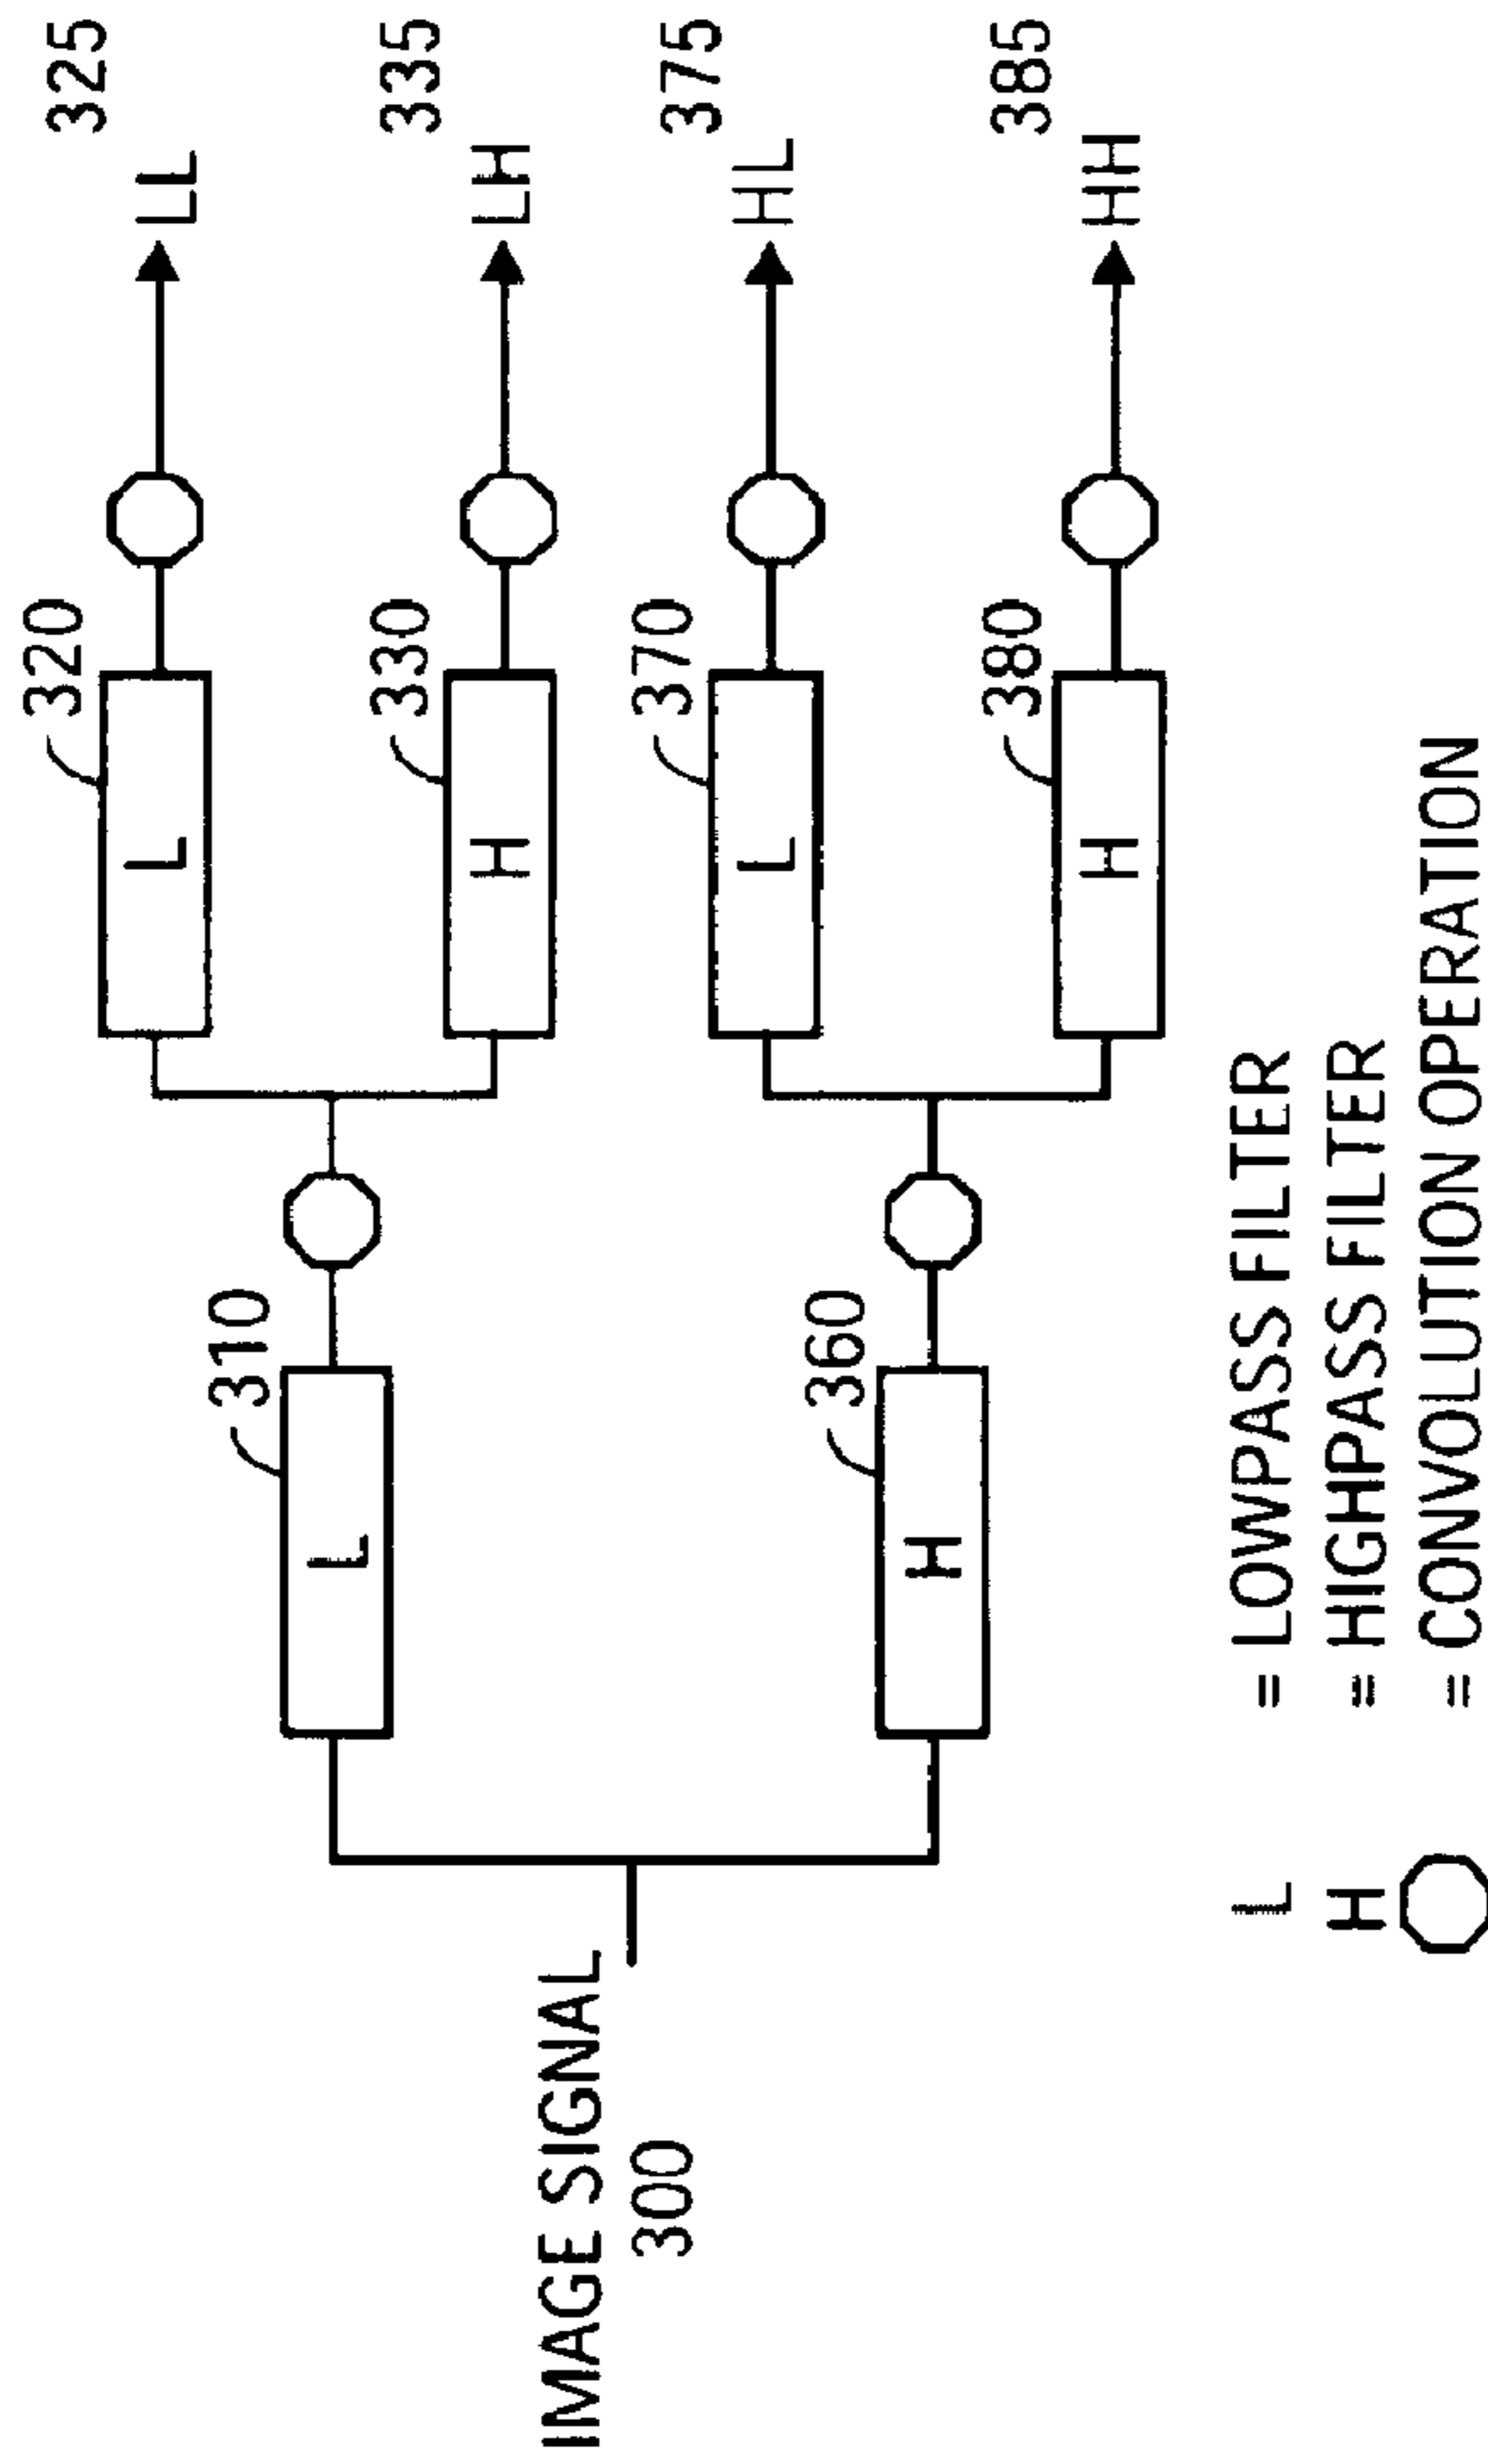 IMAGE SIGNAL
300
310
L
360
H
320
L
330
H
370
L
380
H
LL
325
LH
335
HL
375
HH
385
L = LOWPASS FILTER
H = HIGHPASS FILTER
= CONVOLUTION OPERATION